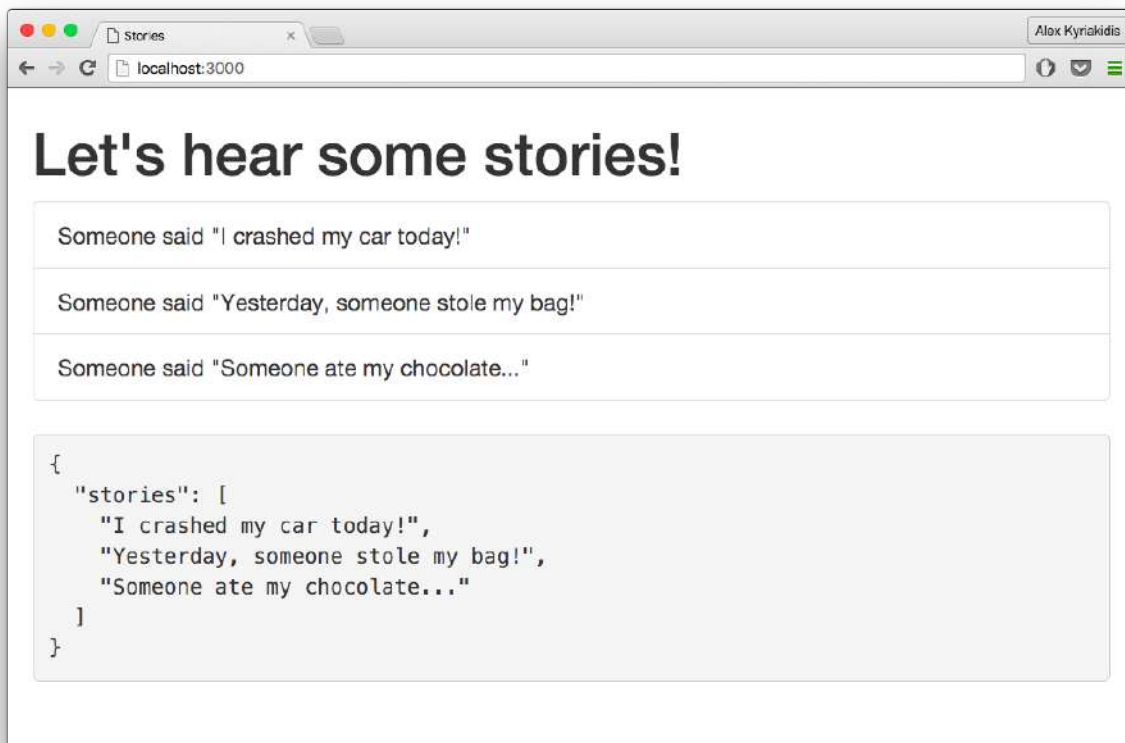 Stories
Alex Kyriakidis
localhost:3000
Let's hear some stories!
Someone said "I crashed my car today!"
Someone said "Yesterday, someone stole my bag!"
Someone said "Someone ate my chocolate..."
{
"stories": [
"I crashed my car today!",
"Yesterday, someone stole my bag!",
"Someone ate my chocolate..."
]
}